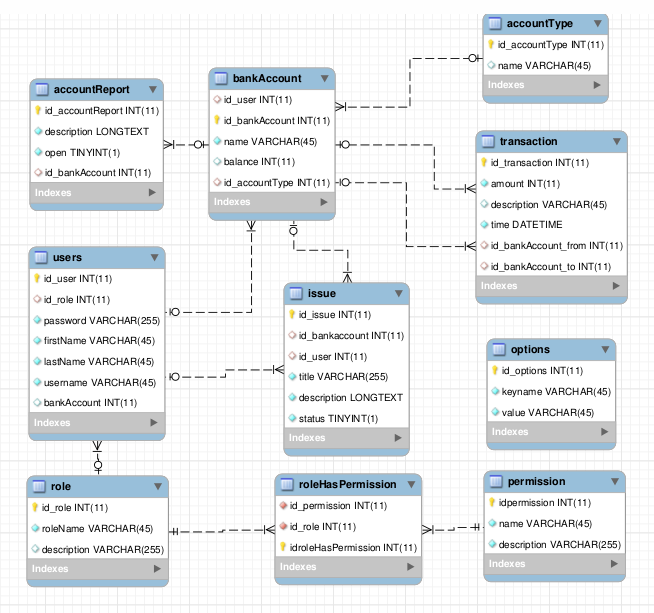 accountType
id_accountType INT(11)
name VARCHAR(45)
Indexes
accountReport
id_accountReport INT(11)
description LONGTEXT
open TINYINT(1)
id_bankAccount INT(11)
Indexes
bankAccount
id_user INT(11)
id_bankAccount INT(11)
name VARCHAR(45)
balance INT(11)
id_accountType INT(11)
Indexes
transaction
id_transaction INT(11)
amount INT(11)
description VARCHAR(45)
time DATETIME
id_bankAccount_from INT(11)
id_bankAccount_to INT(11)
Indexes
users
id_user INT(11)
id_role INT(11)
password VARCHAR(255)
firstName VARCHAR(45)
lastName VARCHAR(45)
username VARCHAR(45)
bankAccount INT(11)
Indexes
issue
id_issue INT(11)
id_bankaccount INT(11)
id_user INT(11)
title VARCHAR(255)
description LONGTEXT
status TINYINT(1)
Indexes
options
id_options INT(11)
keyname VARCHAR(45)
value VARCHAR(45)
Indexes
role
id_role INT(11)
roleName VARCHAR(45)
description VARCHAR(255)
Indexes
roleHasPermission
id_permission INT(11)
id_role INT(11)
idroleHasPermission INT(11)
Indexes
permission
idpermission INT(11)
name VARCHAR(45)
description VARCHAR(255)
Indexes